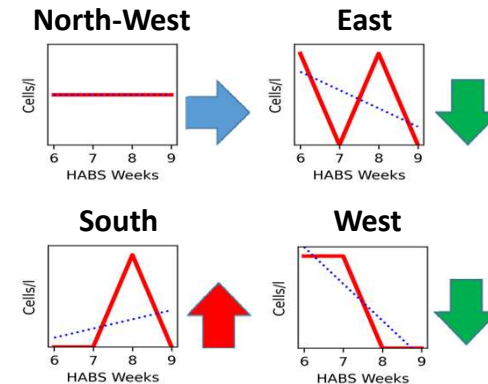 North-West
Cells/l
6 7 8 9
HABS Weeks
East
Cells/l
6 7 8 9
HABS Weeks
South
Cells/l
6 7 8 9
HABS Weeks
West
Cells/l
6 7 8 9
HABS Weeks